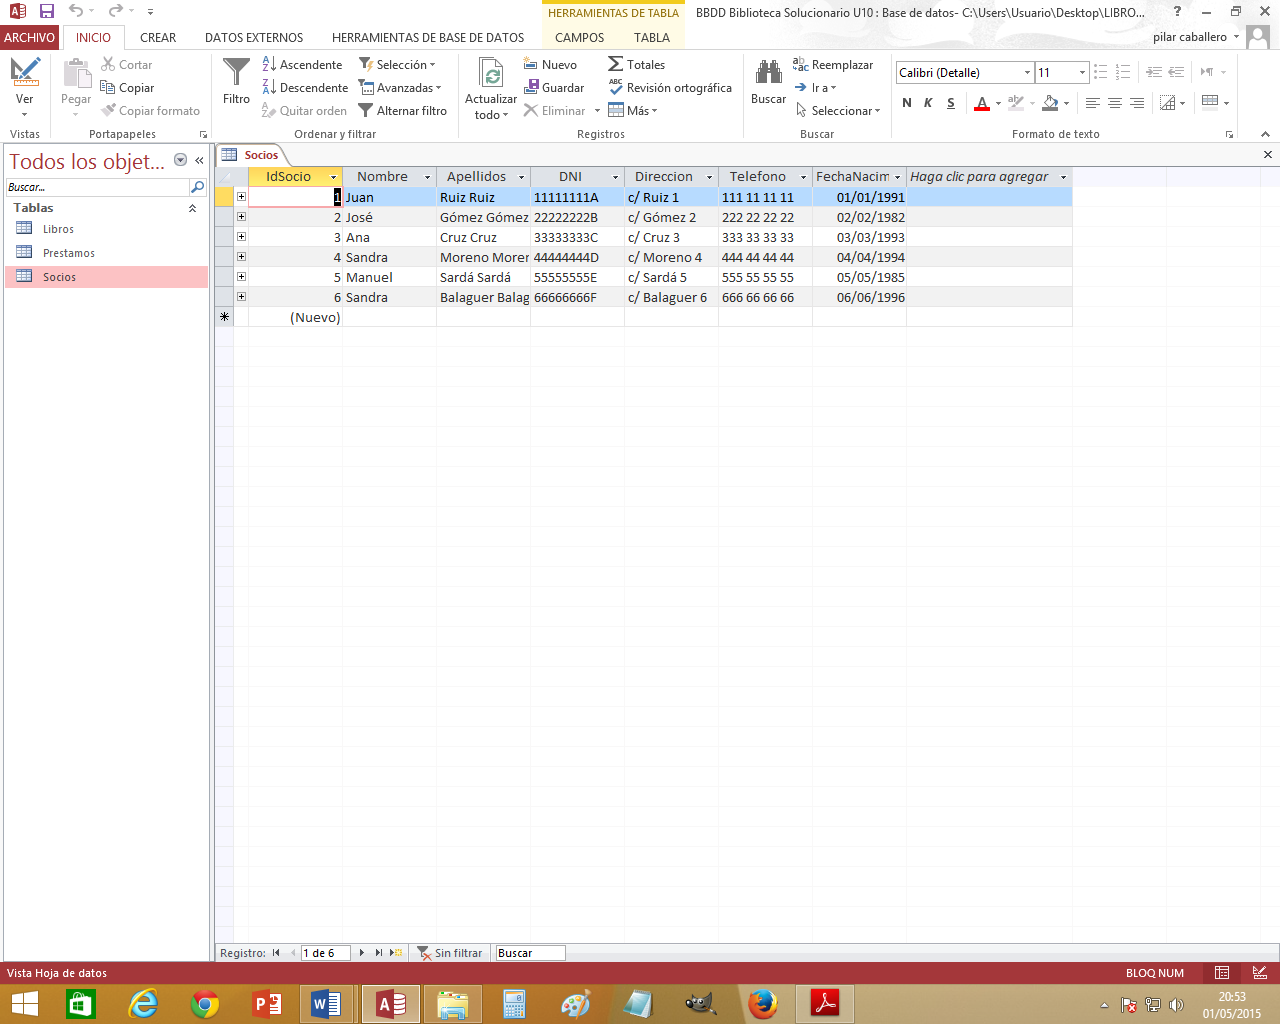 HERRAMIENTAS DE TABLA
BBDD Biblioteca Solucionario U10 : Base de datos- C:\Users\Usuario\Desktop\LIBRO...
ARCHIVO INICIO CREAR DATOS EXTERNOS HERRAMIENTAS DE BASE DE DATOS CAMPOS TABLA pilar caballero
Ver
Vistas
Pegar
Cortar
Copiar
Copiar formato
Portapapeles
Filtro
Ascendente
Descendente
Quitar orden
Selección
Avanzadas
Alternar filtro
Ordenar y filtrar
Actualizar
todo
Nuevo
Guardar
Eliminar
Totales
Revisión ortográfica
Más
Registros
Buscar
Reemplazar
Ir a
Seleccionar
Buscar
Calibri (Detalle) 11
N K S A
Formato de texto
Todos los objet...
Buscar...
Tablas
Libros
Prestamos
Socios
Socios
IdSocio Nombre Apellidos DNI Direccion Telefono FechaNacim Haga clic para agregar
1 Juan Ruiz Ruiz 11111111A c/ Ruiz 1 111 11 11 11 01/01/1991
2 José Gómez Gómez 22222222B c/ Gómez 2 222 22 22 22 02/02/1982
3 Ana Cruz Cruz 33333333C c/ Cruz 3 333 33 33 33 03/03/1993
4 Sandra Moreno Morer 44444444D c/ Moreno 4 444 44 44 44 04/04/1994
5 Manuel Sardá Sardá 55555555E c/ Sardá 5 555 55 55 55 05/05/1985
6 Sandra Balaguer Balag 66666666F c/ Balaguer 6 666 66 66 66 06/06/1996
(Nuevo)
Registro: 1 de 6 Sin filtrar Buscar
Vista Hoja de datos BLOQ NUM
20:53
01/05/2015